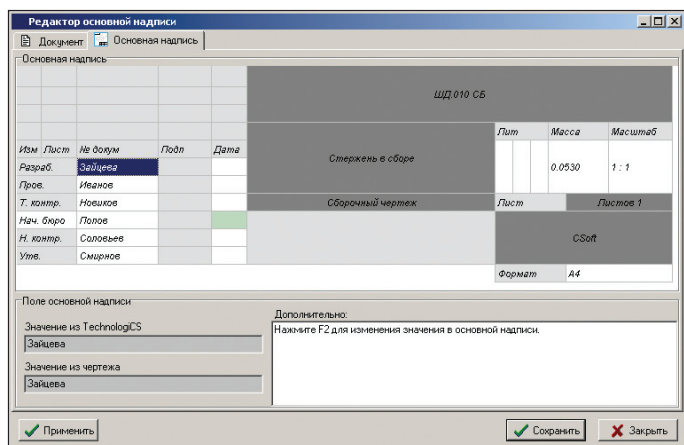 Редактор основной надписи
Документ Основная надпись
Основная надпись
ШД.010 СБ
Лит Масса Масштаб
Изм Лист № докум Подп Дата
Стержень в сборе
0.0530 1 : 1
Разраб. Зайцева
Пров. Иванов
Т. контр. Новиков Сборочный чертеж Лист Листов 1
Нач. бюро Попов
CSoft
Н. контр. Соловьев
Утв. Смирнов
Формат А4
Поле основной надписи
Дополнительно:
Значение из TechnologiCS
Нажмите F2 для изменения значения в основной надписи.
Зайцева
Значение из чертежа
Зайцева
Применить Сохранить Закрыть